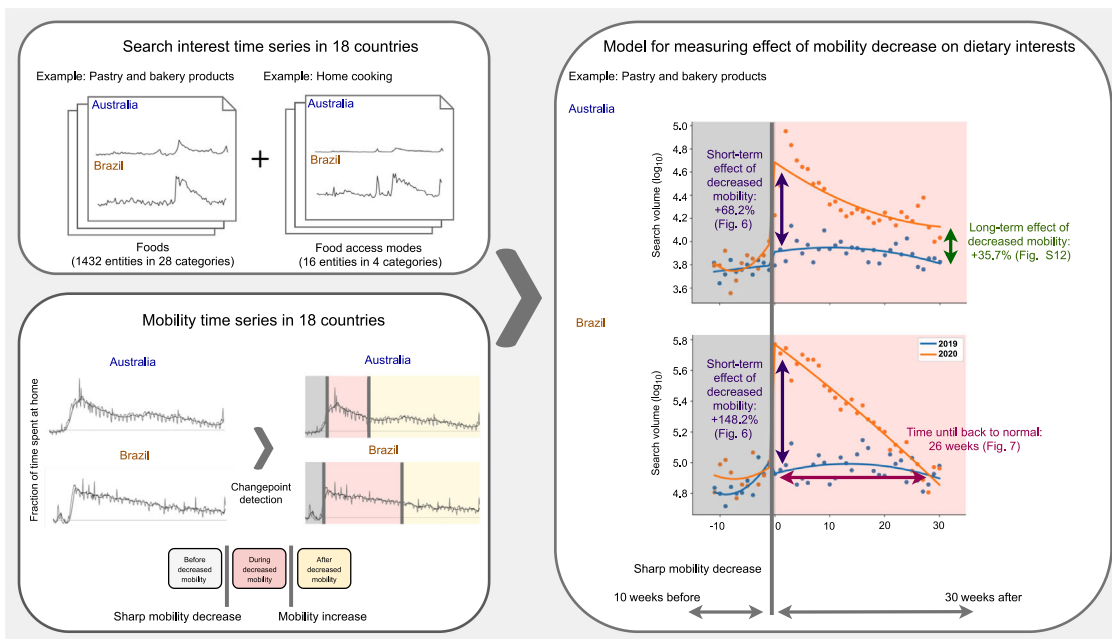 Search interest time series in 18 countries
Example: Pastry and bakery products
Example: Home cooking
Australia
Brazil
+
Australia
Brazil
Foods
(1432 entities in 28 categories)
Food access modes
(16 entities in 4 categories)
Mobility time series in 18 countries
Fraction of time spent at home
Australia
Brazil
Changepoint
detection
Australia
Brazil
Before
decreased
mobility
During
decreased
mobility
After
decreased
mobility
Sharp mobility decrease
Mobility increase
Model for measuring effect of mobility decrease on dietary interests
Example: Pastry and bakery products
Australia
Search volume (log10)
5.0
4.8
4.6
4.4
4.2
4.0
3.8
3.6
Short-term
effect of
decreased
mobility:
+68.2%
(Fig. 6)
Long-term effect of
decreased mobility:
+35,7% (Fig. S12)
Brazil
Search volume (log10)
5.8
5.6
5.4
5.2
5.0
4.8
Short-term
effect of
decreased
mobility:
+148.2%
(Fig. 6)
2019
2020
Time until back to normal:
26 weeks (Fig. 7)
-10 0 10 20 30
Sharp mobility decrease
10 weeks before
30 weeks after